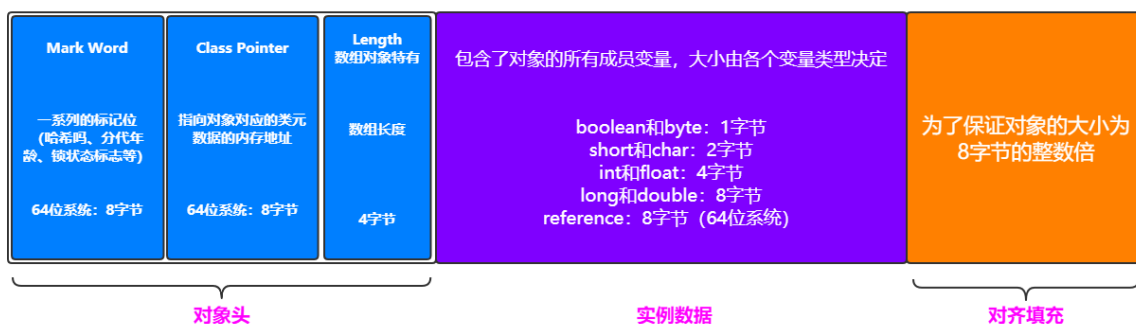 Mark Word
一系列的标记位
(哈希吗、分代年
龄、锁状态标志等)
64位系统：8字节
Class Pointer
指向对象对应的类元
数据的内存地址
64位系统：8字节
Length
数组对象特有
数组长度
4字节
包含了对象的所有成员变量，大小由各个变量类型决定
boolean和byte：1字节
short和char：2字节
int和float：4字节
long和double：8字节
reference：8字节（64位系统）
为了保证对象的大小为
8字节的整数倍
对象头
实例数据
对齐填充